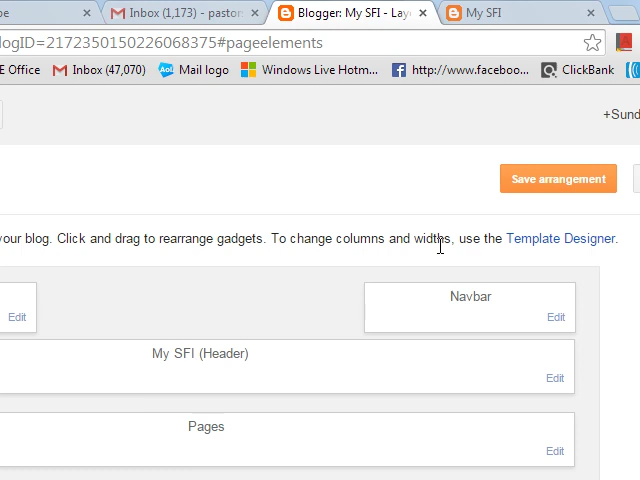 be
Inbox (1,173) - pastor
Blogger: My SFI - Lay
My SFI
logID=2172350150226068375#pageelements
E Office
Inbox (47,070)
Aol.
Mail logo
Windows Live Hotm...
http://www.faceboo...
ClickBank
+Sund
Save arrangement
your blog. Click and drag to rearrange gadgets. To change columns and widths, use the Template Designer.
Navbar
Edit
Edit
My SFI (Header)
Edit
Pages
Edit